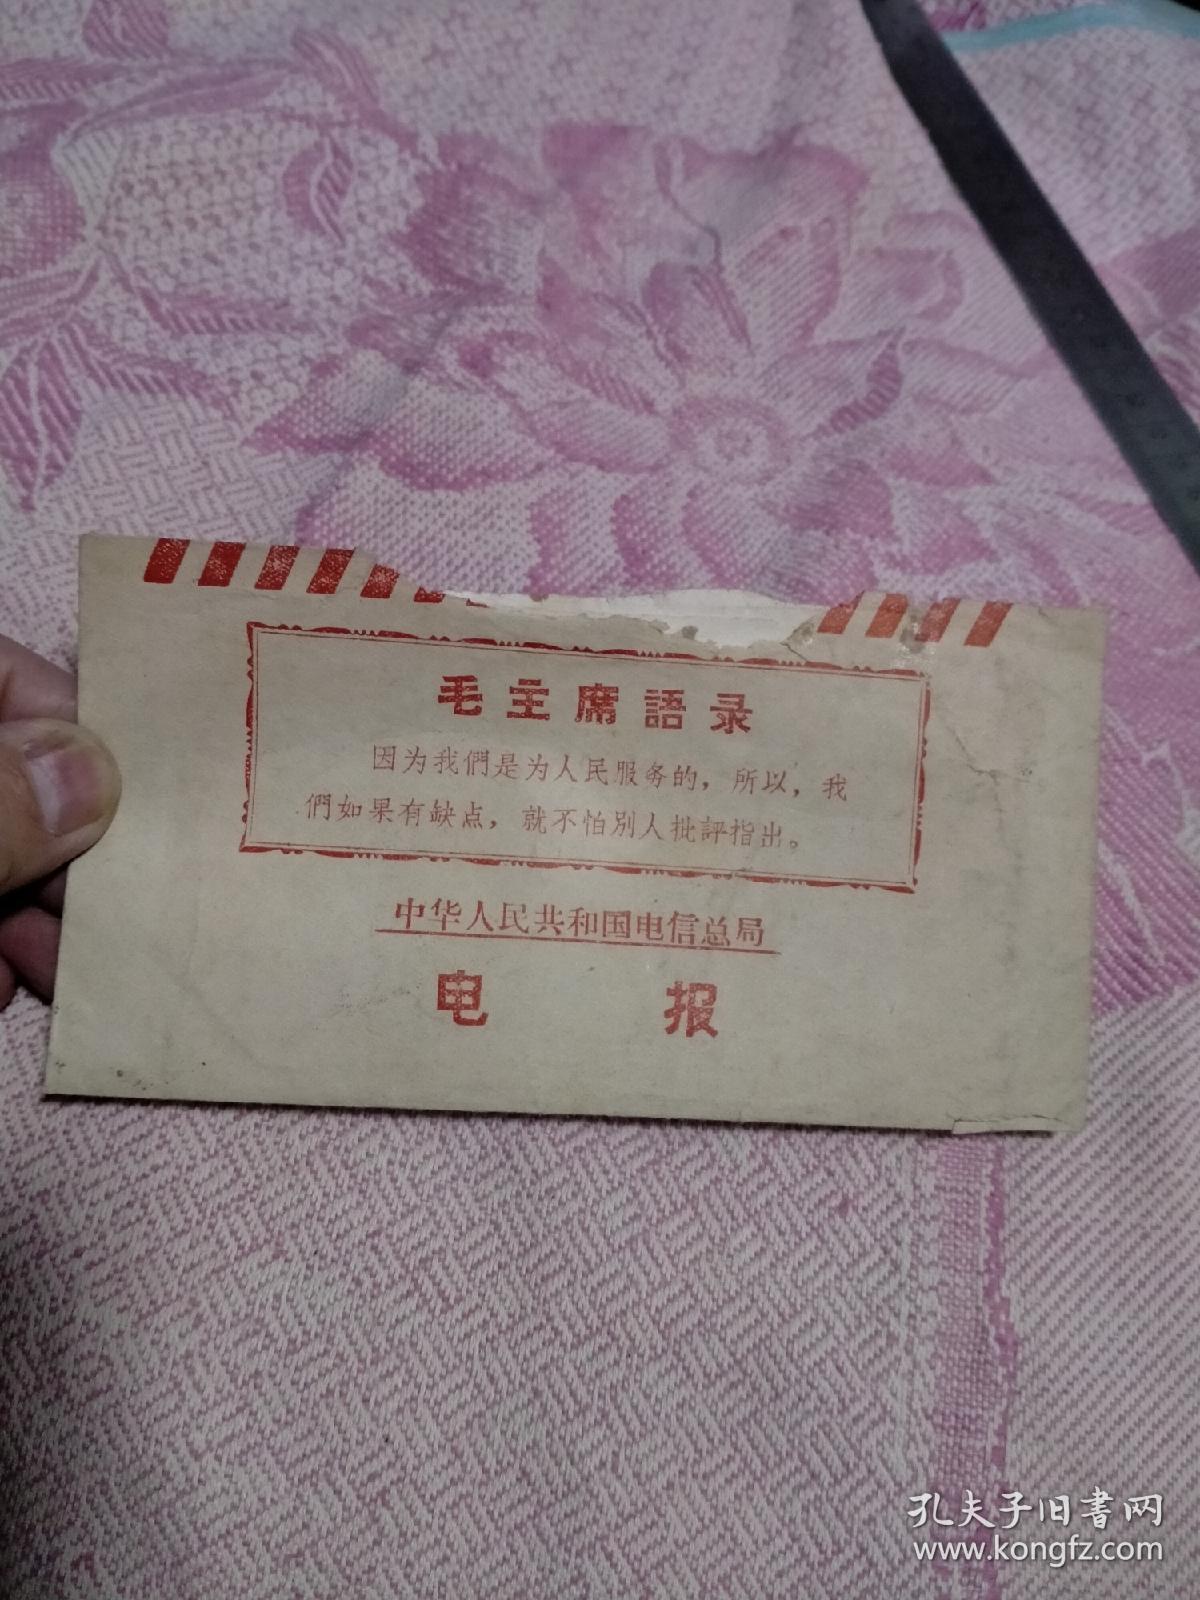 毛主席語录
因为我們是为人民服务的，所以，我
們如果有缺点，就不怕別人批評指出。
中华人民共和国电信总局
电 报
孔夫子旧书网
www.kongfz.com